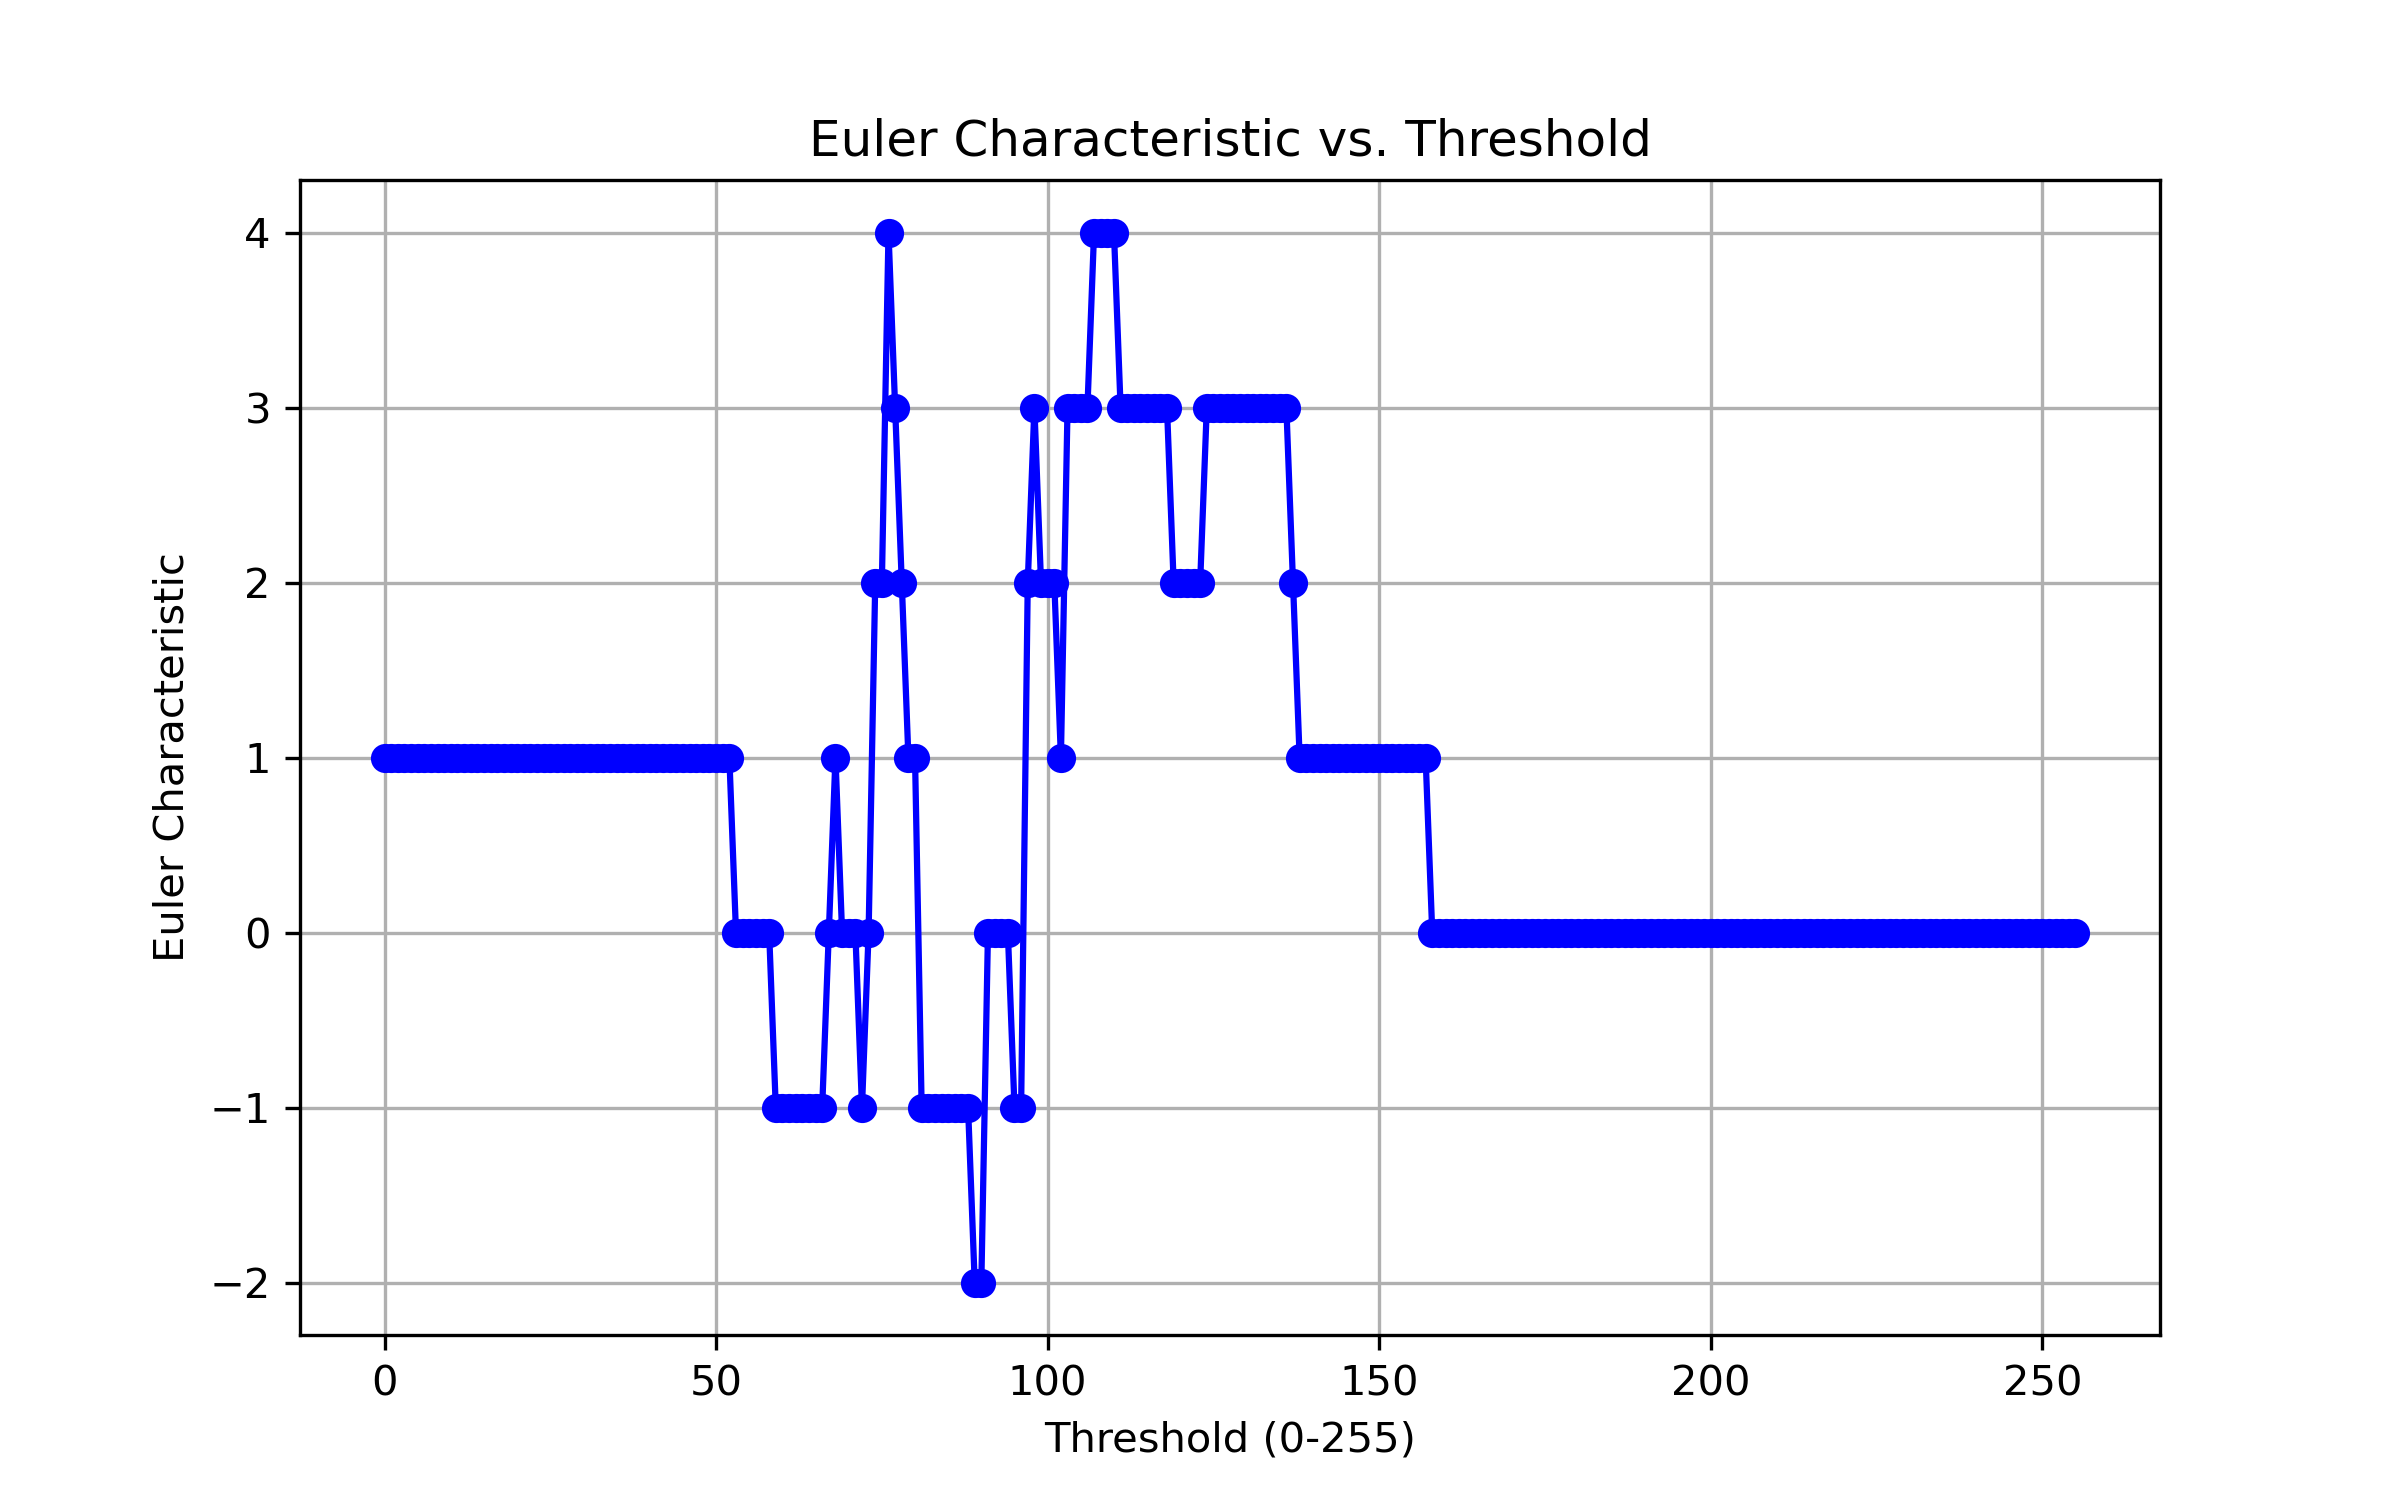 Euler Characteristic vs. Threshold
Euler Characteristic
4
3
2
1
0
−1
−2
0 50 100 150 200 250
Threshold (0-255)